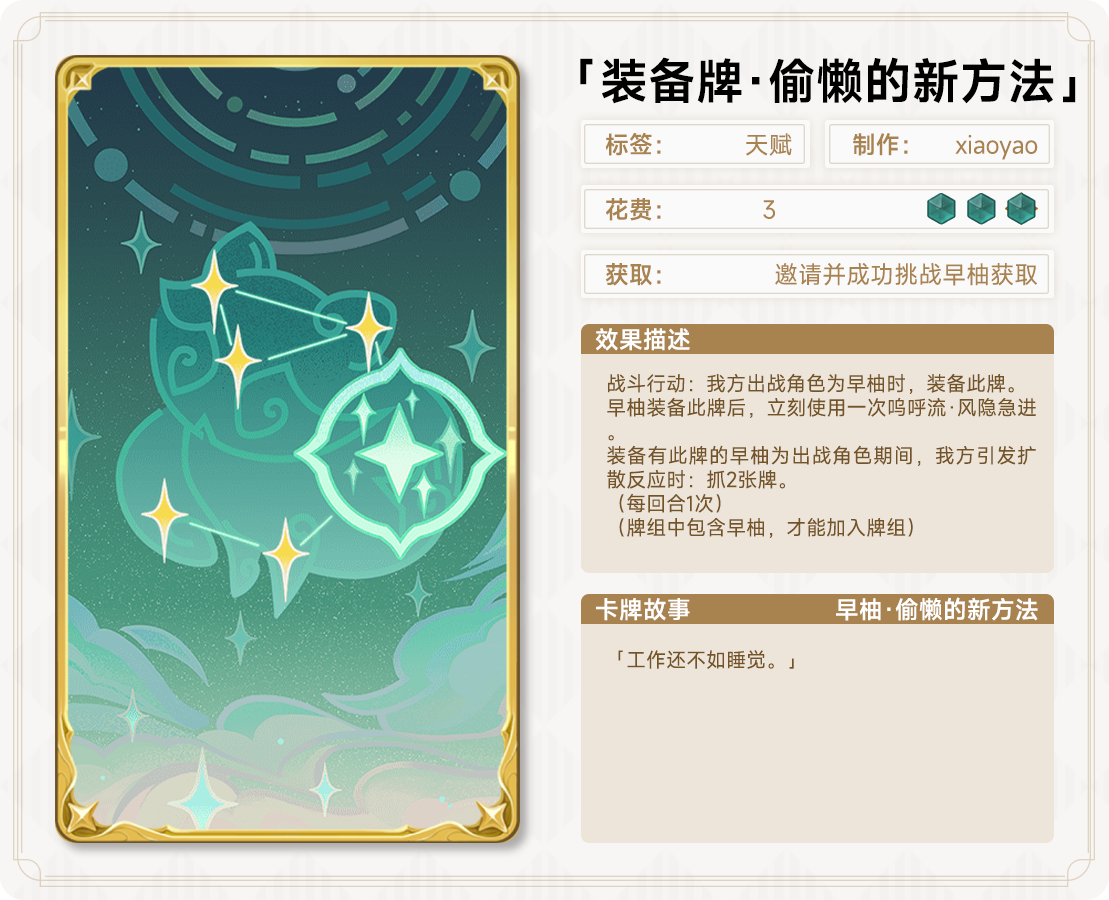 「装备牌·偷懒的新方法」
标签： 天赋
制作： xiaoyao
花费： 3
获取： 邀请并成功挑战早柚获取
效果描述
战斗行动：我方出战角色为早柚时，装备此牌。
早柚装备此牌后，立刻使用一次呜呼流·风隐急进
。
装备有此牌的早柚为出战角色期间，我方引发扩
散反应时：抓2张牌。
（每回合1次）
（牌组中包含早柚，才能加入牌组）
卡牌故事 早柚·偷懒的新方法
「工作还不如睡觉。」